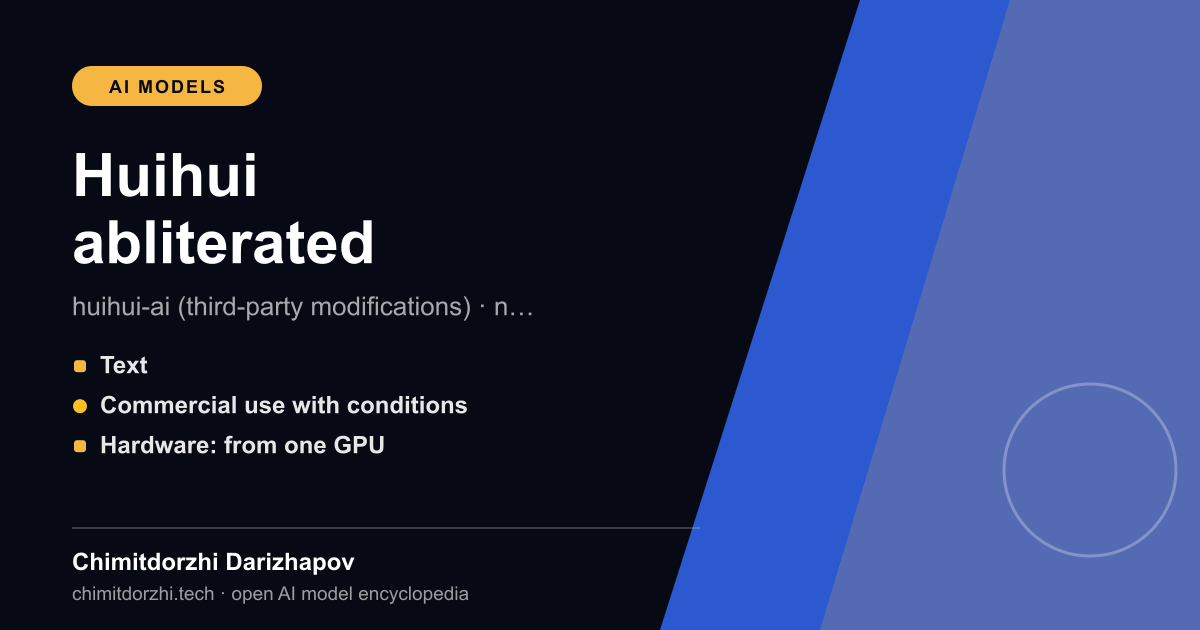 AI MODELS
Huihui
abliterated
huihui-ai (third-party modifications) · n…
Text
Commercial use with conditions
Hardware: from one GPU
Chimitdorzhi Darizhapov
chimitdorzhi.tech · open AI model encyclopedia